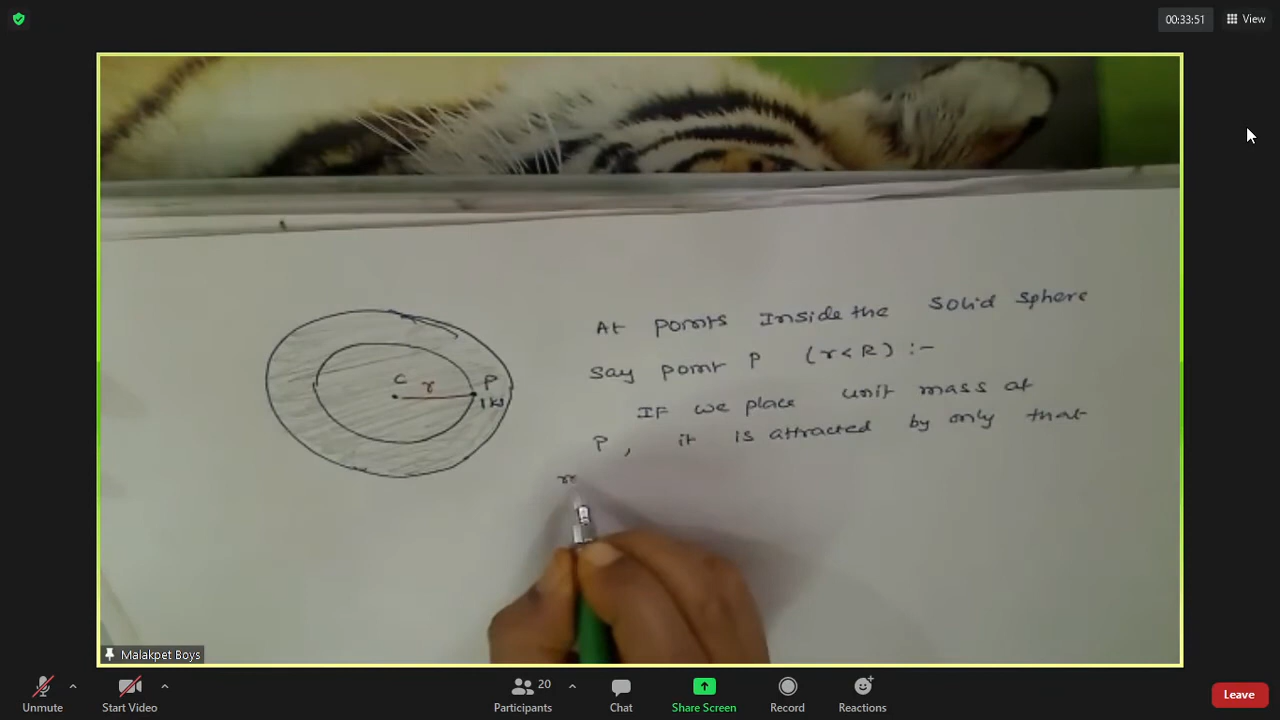 00:33:51
View
At points Inside the Solid sphere
Say point P (r<R) :-
C
r
P
If we place unit mass at
P, it is attracted by only that
Malakpet Boys
Unmute
Start Video
20
Participants
Chat
Share Screen
Record
Reactions
Leave